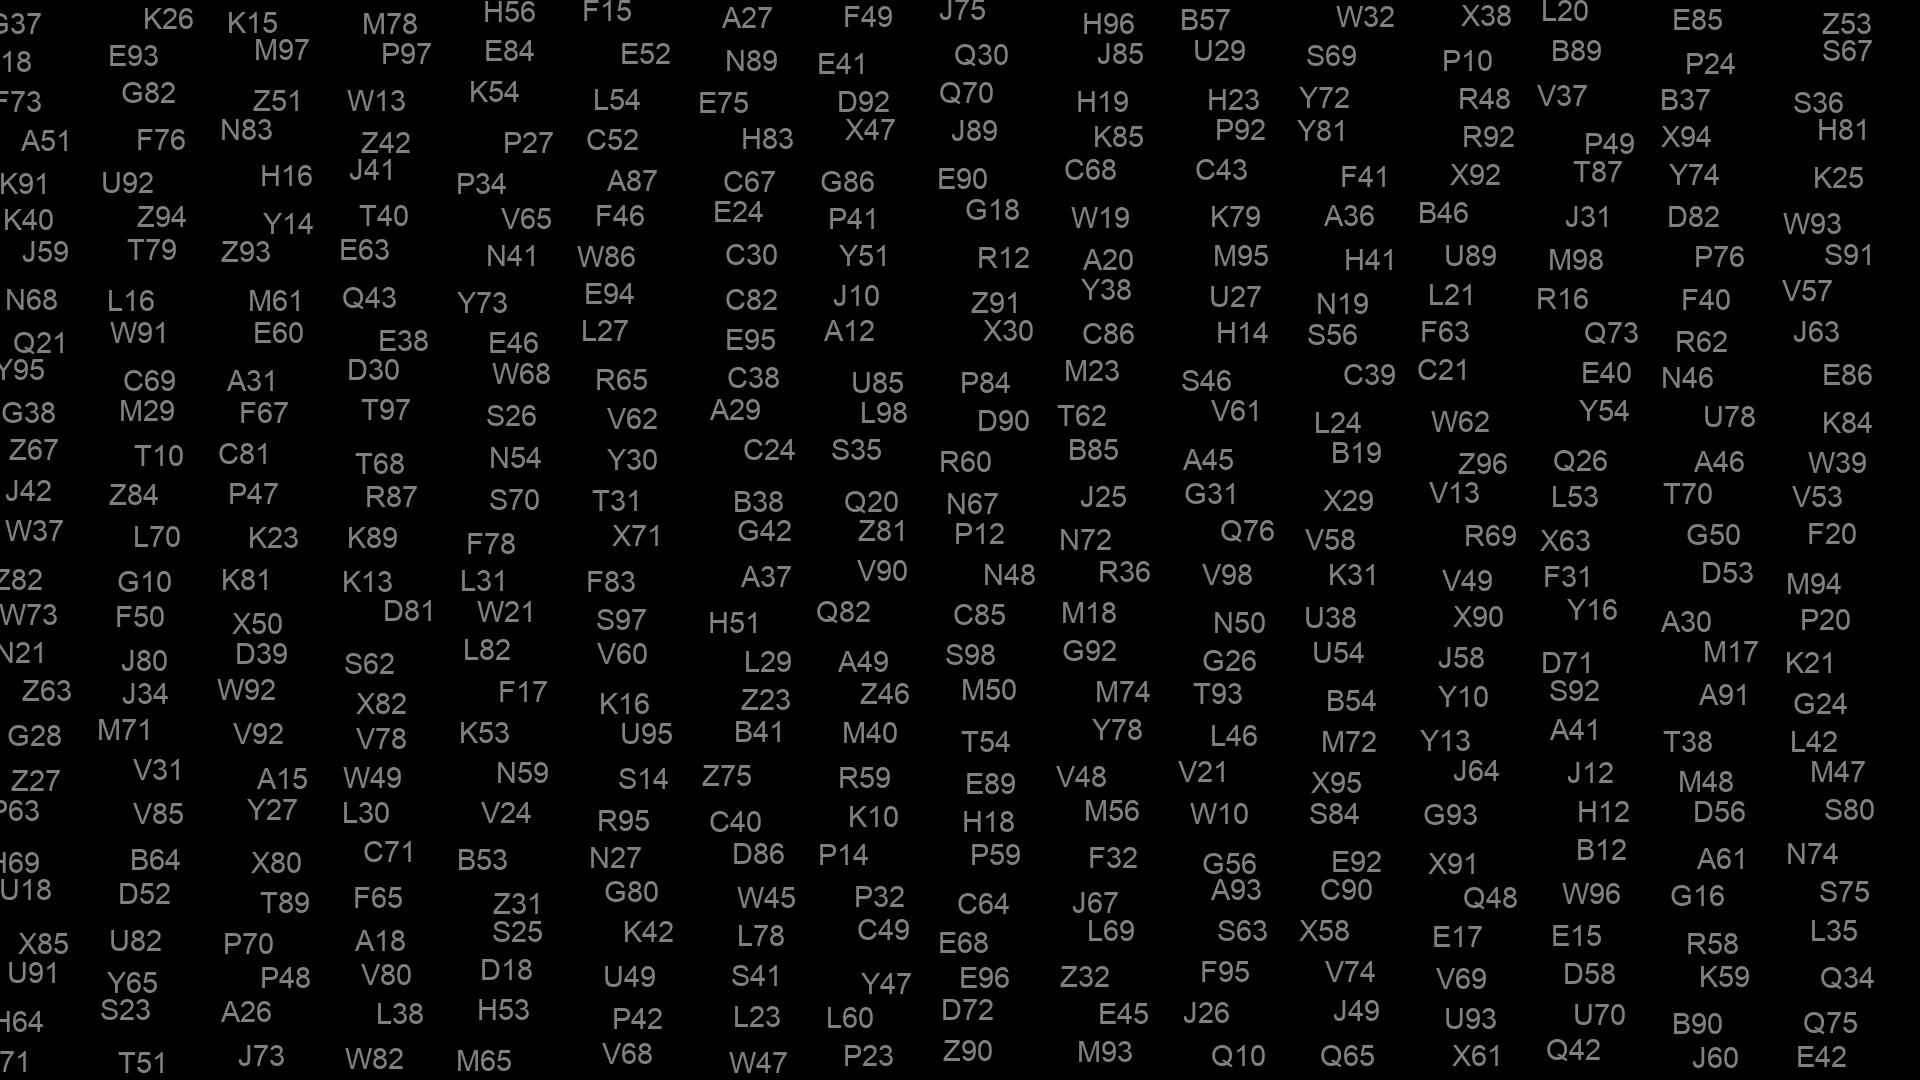 G37 K26 K15 M78 H56 F15 A27 F49 J75 H96 B57 W32 X38 L20 E85 Z53
18 E93 M97 P97 E84 E52 N89 E41 Q30 J85 U29 S69 P10 B89 P24 S67
F73 G82 Z51 W13 K54 L54 E75 D92 Q70 H19 H23 Y72 R48 V37 B37 S36
A51 F76 N83 Z42 P27 C52 H83 X47 J89 K85 P92 Y81 R92 P49 X94 H81
K91 U92 H16 J41 P34 A87 C67 G86 E90 C68 C43 F41 X92 T87 Y74 K25
K40 Z94 Y14 T40 V65 F46 E24 P41 G18 W19 K79 A36 B46 J31 D82 W93
J59 T79 Z93 E63 N41 W86 C30 Y51 R12 A20 M95 H41 U89 M98 P76 S91
N68 L16 M61 Q43 Y73 E94 C82 J10 Z91 Y38 U27 N19 L21 R16 F40 V57
Q21 W91 E60 E38 E46 L27 E95 A12 X30 C86 H14 S56 F63 Q73 R62 J63
Y95 C69 A31 D30 W68 R65 C38 U85 P84 M23 S46 C39 C21 E40 N46 E86
G38 M29 F67 T97 S26 V62 A29 L98 D90 T62 V61 L24 W62 Y54 U78 K84
Z67 T10 C81 T68 N54 Y30 C24 S35 R60 B85 A45 B19 Z96 Q26 A46 W39
J42 Z84 P47 R87 S70 T31 B38 Q20 N67 J25 G31 X29 V13 L53 T70 V53
W37 L70 K23 K89 F78 X71 G42 Z81 P12 N72 Q76 V58 R69 X63 G50 F20
Z82 G10 K81 K13 L31 F83 A37 V90 N48 R36 V98 K31 V49 F31 D53 M94
W73 F50 X50 D81 W21 S97 H51 Q82 C85 M18 N50 U38 X90 Y16 A30 P20
N21 J80 D39 S62 L82 V60 L29 A49 S98 G92 G26 U54 J58 D71 M17 K21
Z63 J34 W92 X82 F17 K16 Z23 Z46 M50 M74 T93 B54 Y10 S92 A91 G24
G28 M71 V92 V78 K53 U95 B41 M40 T54 Y78 L46 M72 Y13 A41 T38 L42
Z27 V31 A15 W49 N59 S14 Z75 R59 E89 V48 V21 X95 J64 J12 M48 M47
P63 V85 Y27 L30 V24 R95 C40 K10 H18 M56 W10 S84 G93 H12 D56 S80
H69 B64 X80 C71 B53 N27 D86 P14 P59 F32 G56 E92 X91 B12 A61 N74
U18 D52 T89 F65 Z31 G80 W45 P32 C64 J67 A93 C90 Q48 W96 G16 S75
X85 U82 P70 A18 S25 K42 L78 C49 E68 L69 S63 X58 E17 E15 R58 L35
U91 Y65 P48 V80 D18 U49 S41 Y47 E96 Z32 F95 V74 V69 D58 K59 Q34
H64 S23 A26 L38 H53 P42 L23 L60 D72 E45 J26 J49 U93 U70 B90 Q75
71 T51 J73 W82 M65 V68 W47 P23 Z90 M93 Q10 Q65 X61 Q42 J60 E42